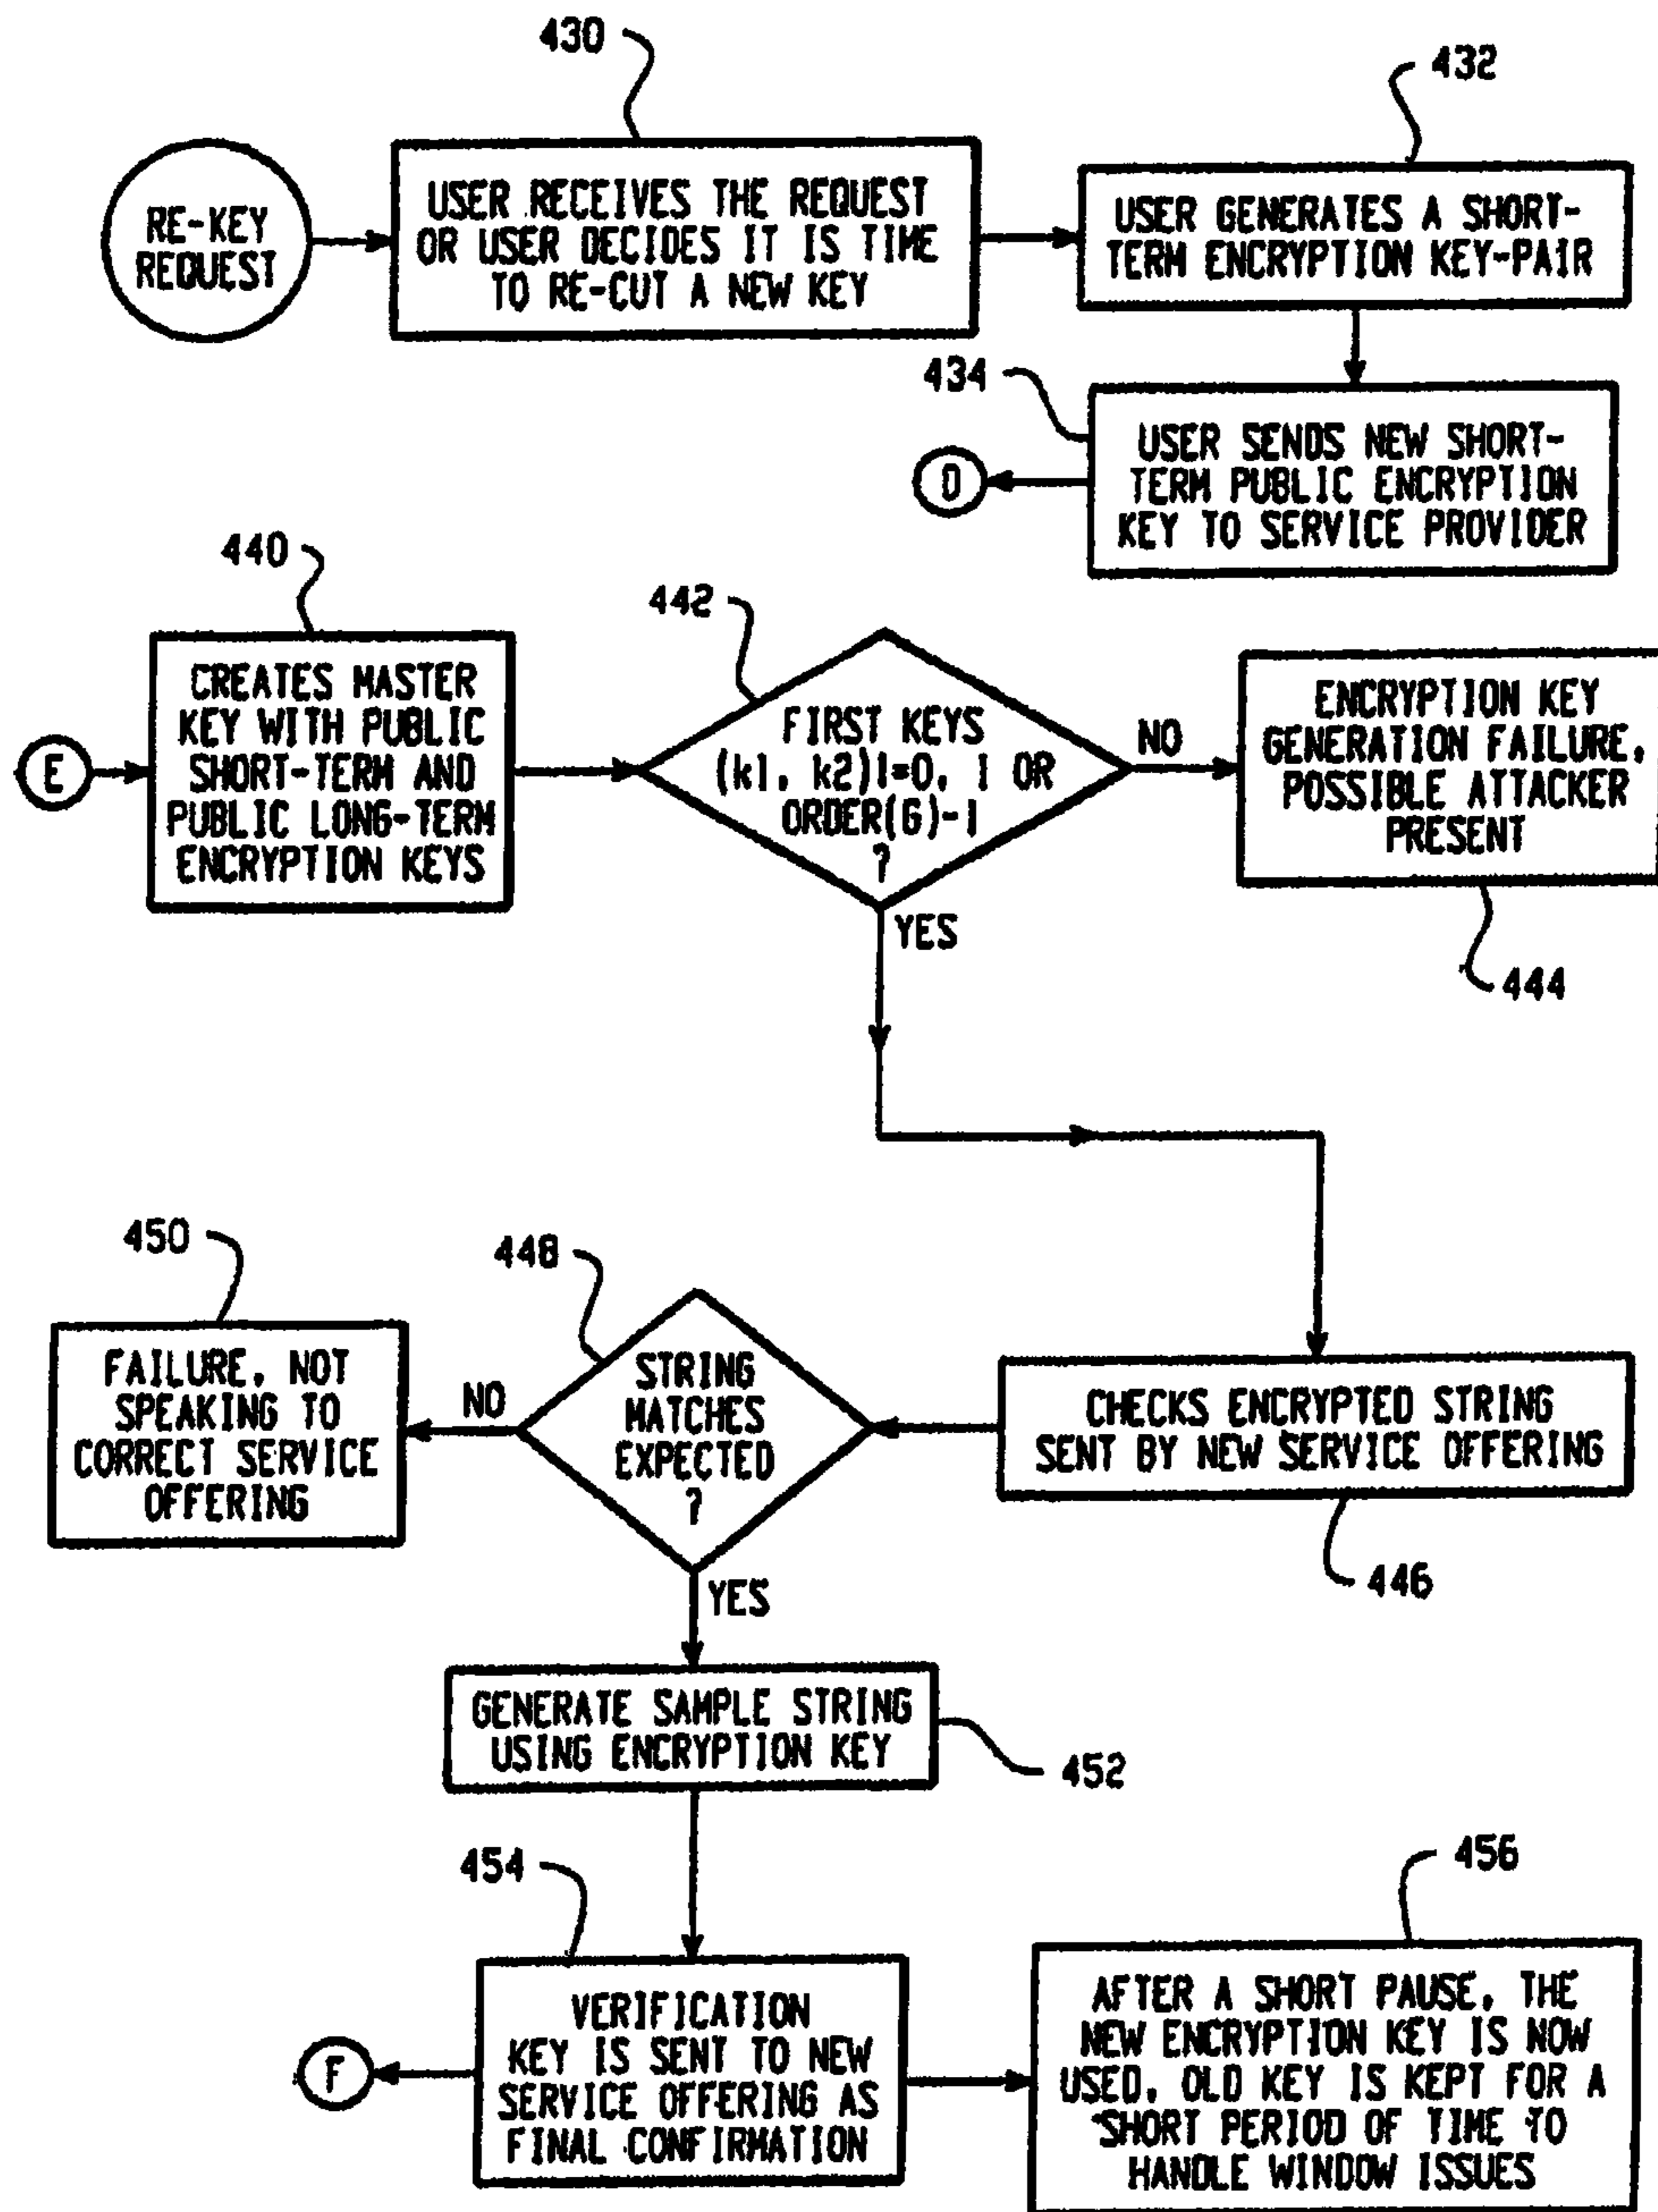 430
432
RE-KEY
REQUEST
USER RECEIVES THE REQUEST
OR USER DECIDES IT IS TIME
TO RE-CUT A NEW KEY
USER GENERATES A SHORT-
TERM ENCRYPTION KEY-PAIR
434
USER SENDS NEW SHORT-
TERM PUBLIC ENCRYPTION
KEY TO SERVICE PROVIDER
D
440
442
E
CREATES MASTER
KEY WITH PUBLIC
SHORT-TERM AND
PUBLIC LONG-TERM
ENCRYPTION KEYS
FIRST KEYS
(k1, k2)!=0, 1 OR
ORDER(G)-1
?
NO
YES
ENCRYPTION KEY
GENERATION FAILURE,
POSSIBLE ATTACKER
PRESENT
444
450
448
FAILURE, NOT
SPEAKING TO
CORRECT SERVICE
OFFERING
NO
STRING
MATCHES
EXPECTED
?
YES
CHECKS ENCRYPTED STRING
SENT BY NEW SERVICE OFFERING
446
GENERATE SAMPLE STRING
USING ENCRYPTION KEY
452
454
456
F
VERIFICATION
KEY IS SENT TO NEW
SERVICE OFFERING AS
FINAL CONFIRMATION
AFTER A SHORT PAUSE, THE
NEW ENCRYPTION KEY IS NOW
USED. OLD KEY IS KEPT FOR A
SHORT PERIOD OF TIME TO
HANDLE WINDOW ISSUES